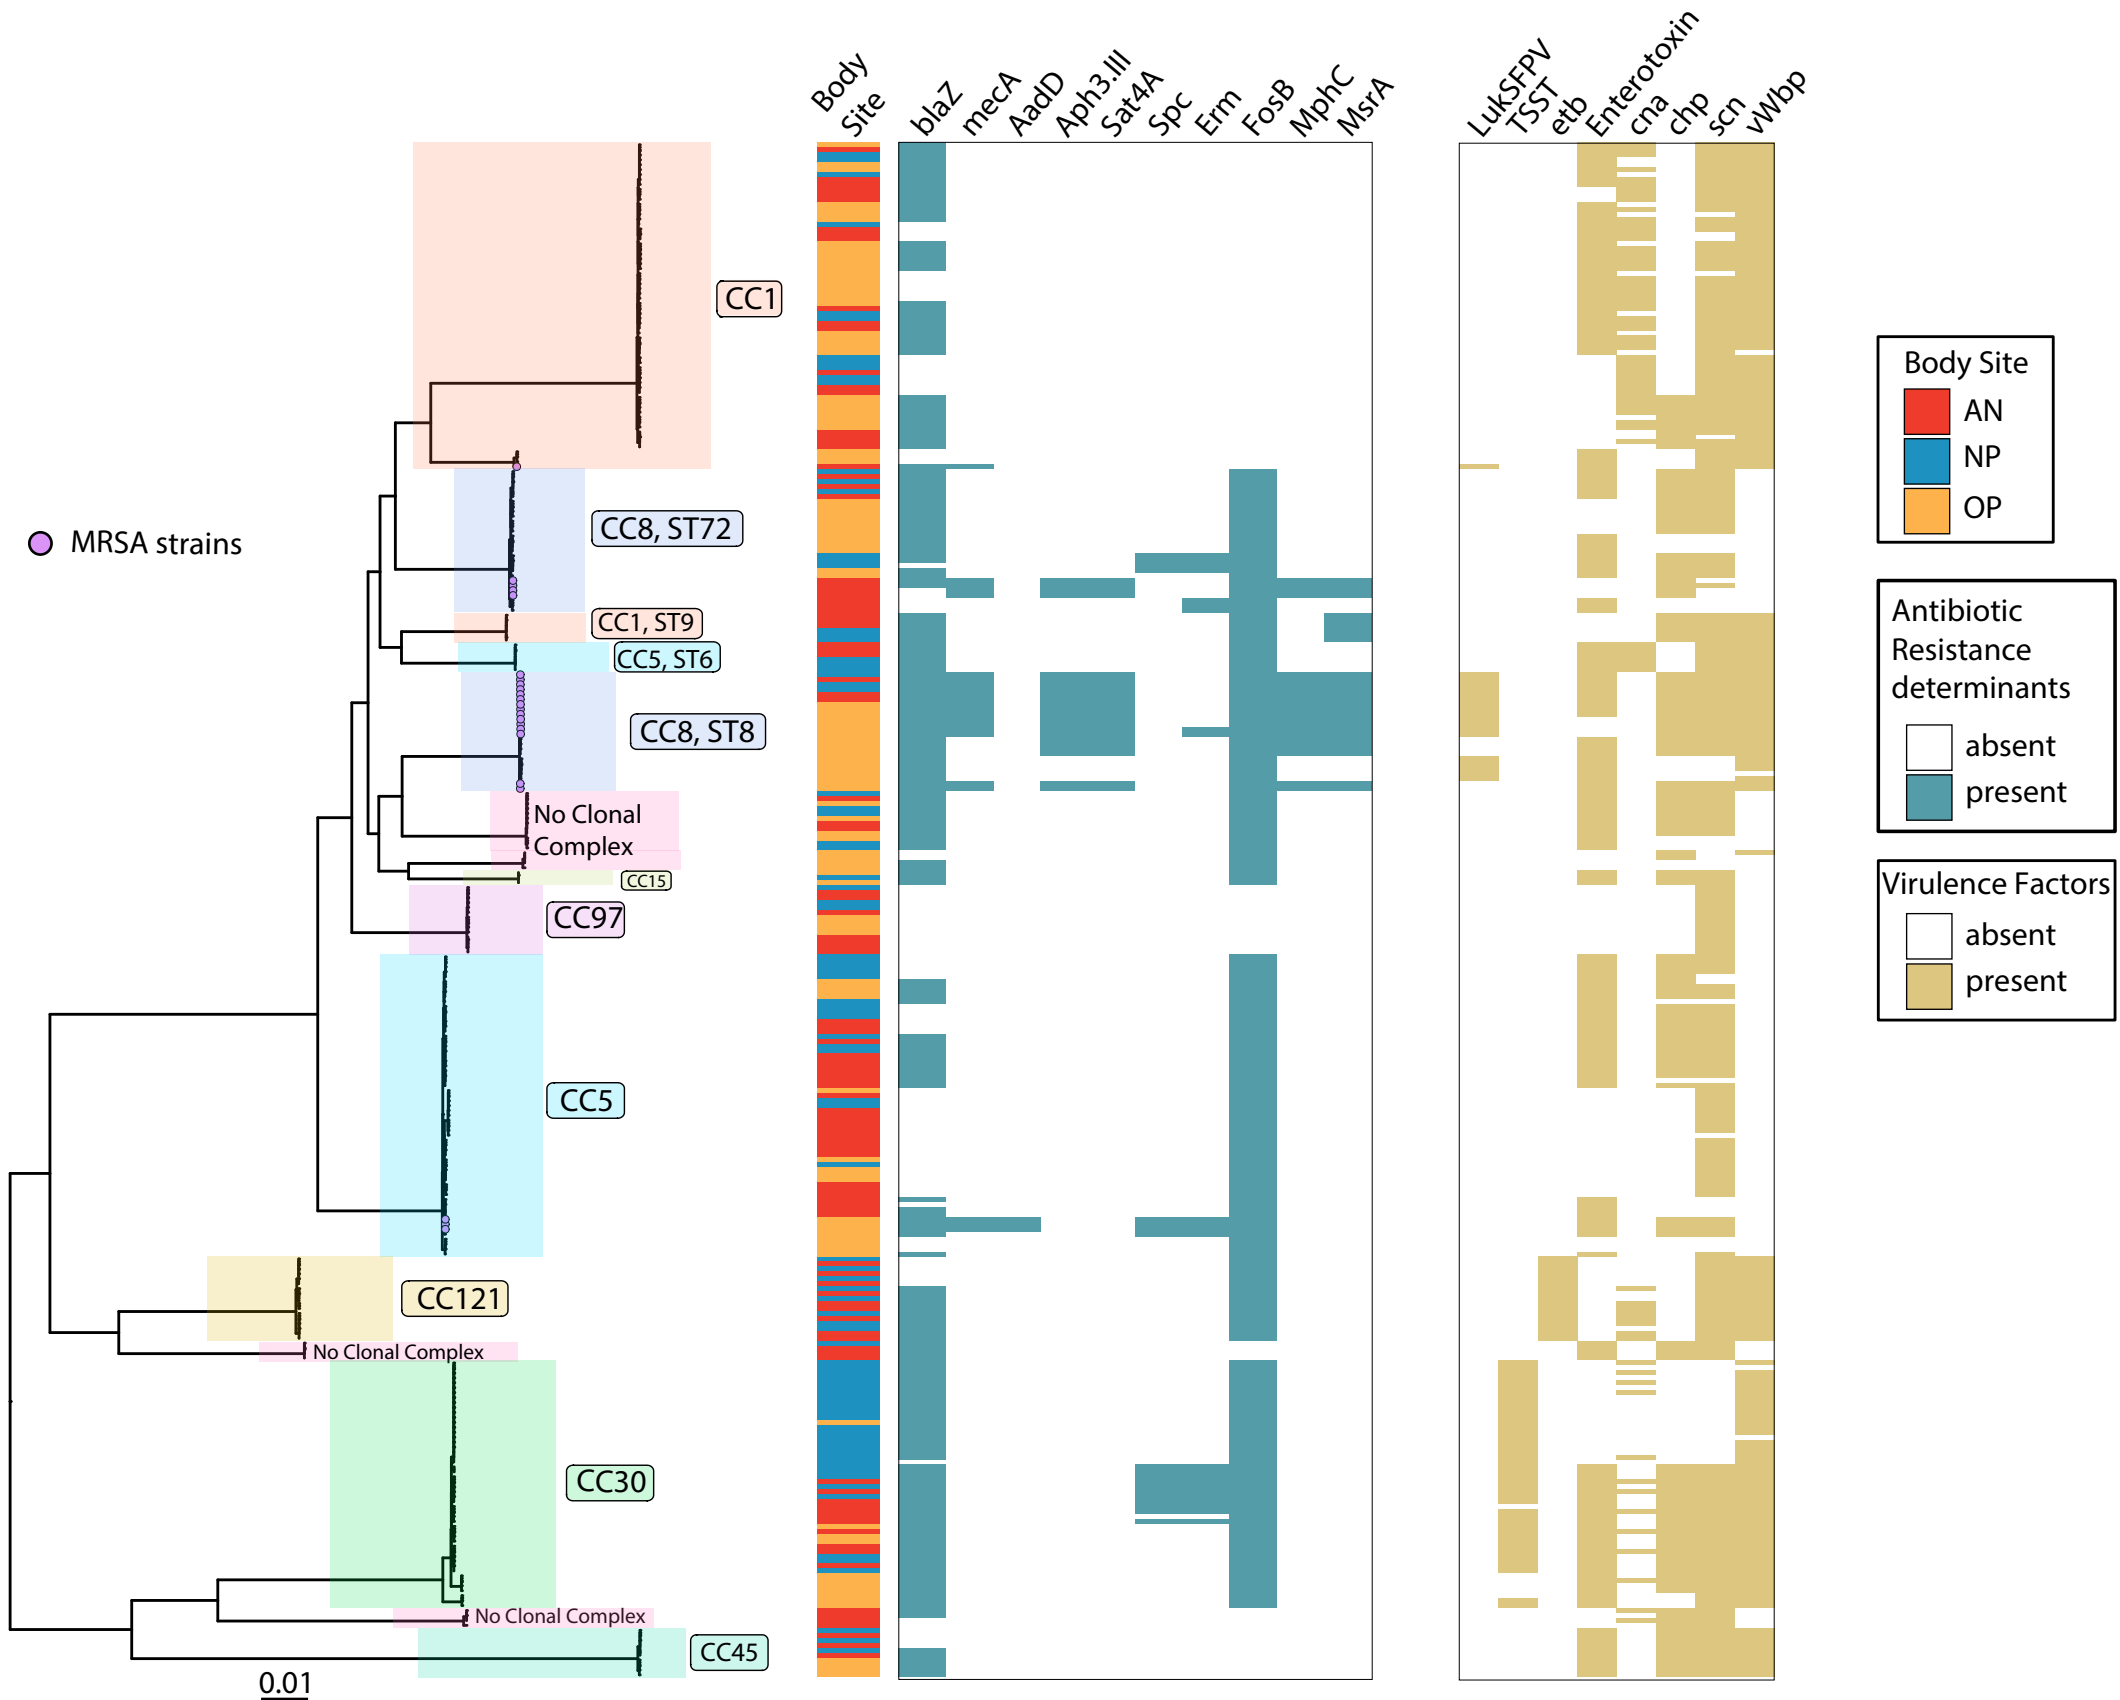 Body
Site
blaZ
mecA
AadD
Aph3.III
Sat4A
Spc
Erm
FosB
MphC
MsrA
LukSFPV
TSST
etb
Enterotoxin
cna
chp
scn
vWbp
CC1
MRSA strains
CC8, ST72
CC1, ST9
CC5, ST6
CC8, ST8
No Clonal
Complex
CC15
CC97
CC5
CC121
No Clonal Complex
CC30
No Clonal Complex
CC45
0.01
Body Site
AN
NP
OP
Antibiotic
Resistance
determinants
absent
present
Virulence Factors
absent
present